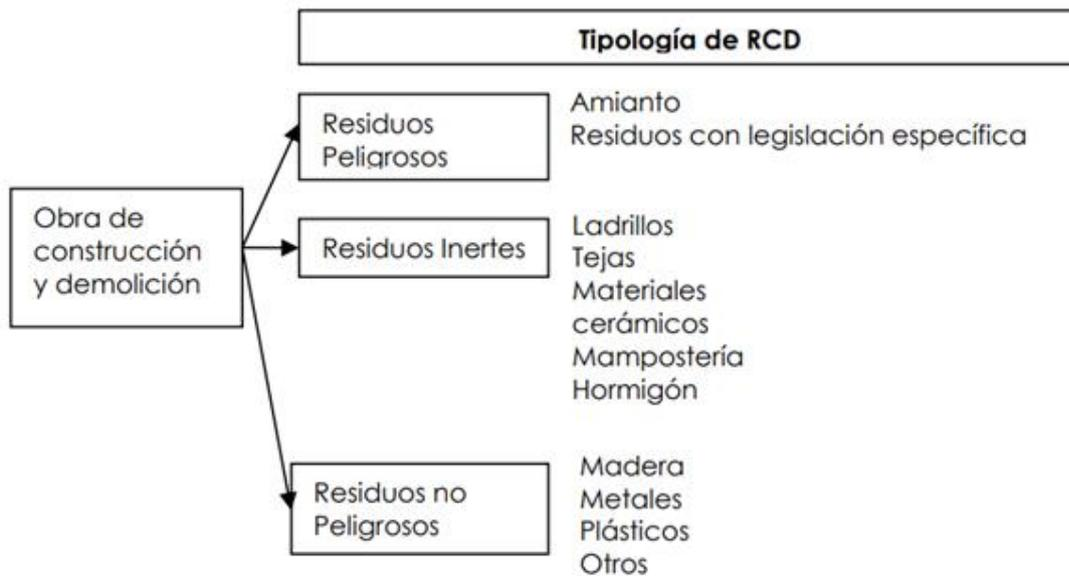 Tipología de RCD
Residuos
Peligrosos
Amianto
Residuos con legislación específica
Obra de
construcción
y demolición
Residuos Inertes
Ladrillos
Tejas
Materiales
cerámicos
Mampostería
Hormigón
Residuos no
Peligrosos
Madera
Metales
Plásticos
Otros